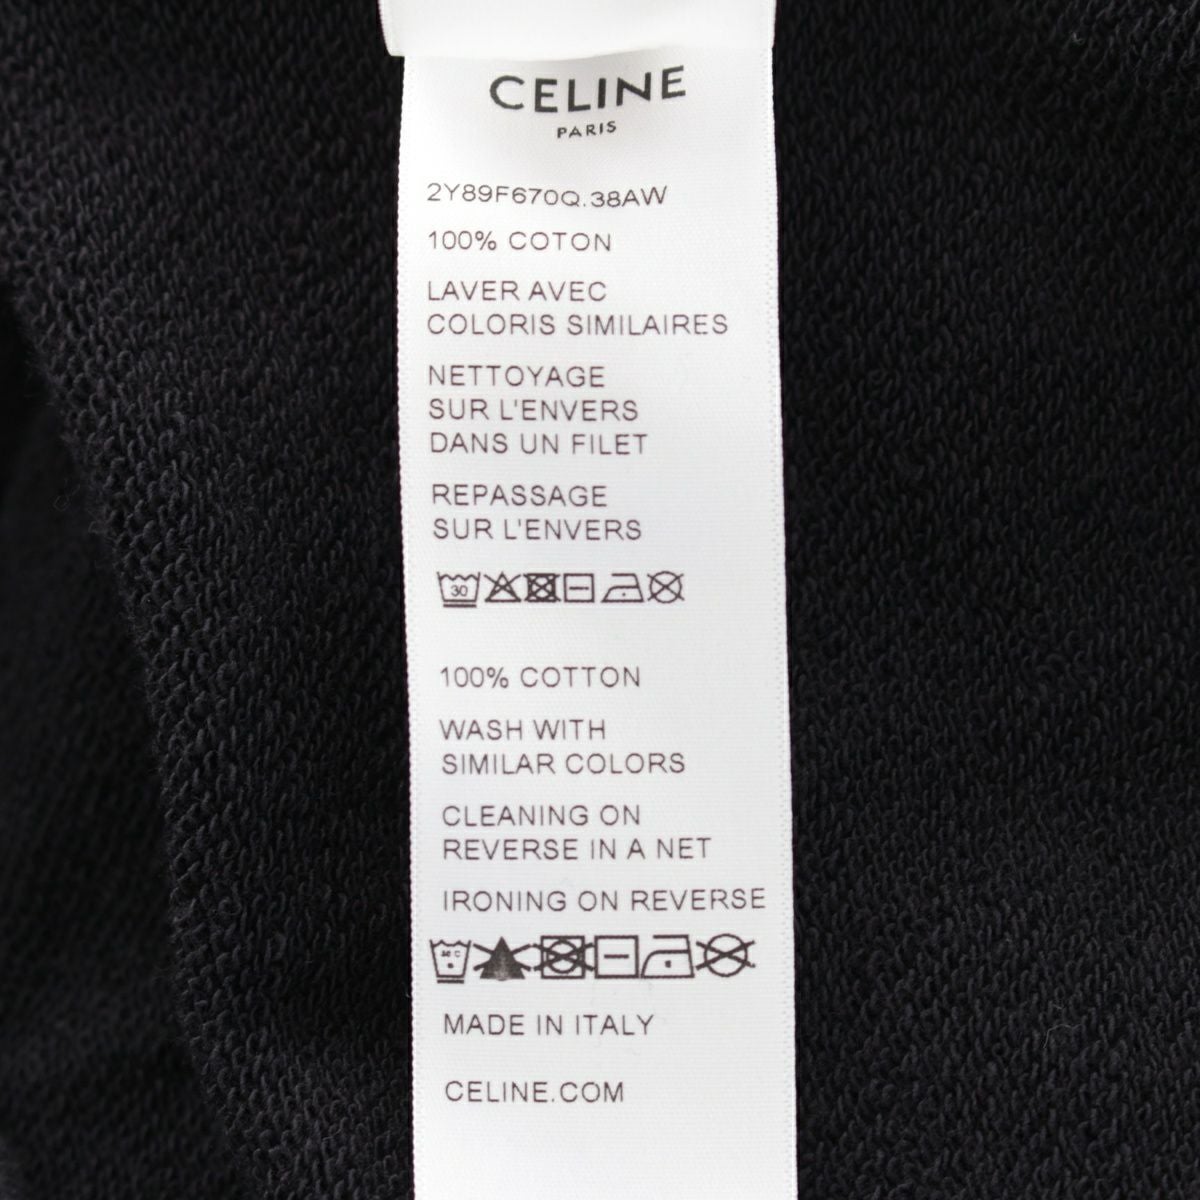 CELINE
PARIS
2Y89F670Q.38AW
100% COTON
LAVER AVEC
COLORIS SIMILAIRES
NETTOYAGE
SUR L'ENVERS
DANS UN FILET
REPASSAGE
SUR L'ENVERS
30
100% COTTON
WASH WITH
SIMILAR COLORS
CLEANING ON
REVERSE IN A NET
IRONING ON REVERSE
MADE IN ITALY
CELINE.COM